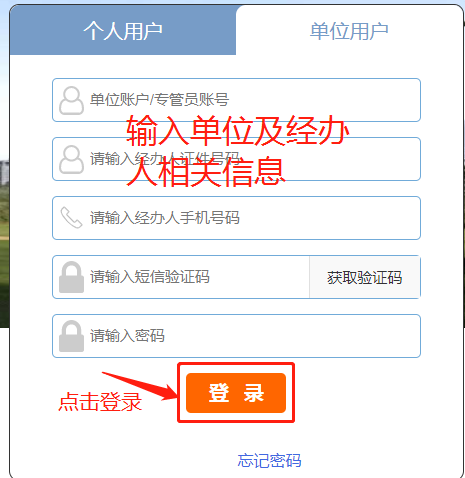 个人用户
单位用户
单位账户/专管员账号
输入单位及经办
请输入经办人证件号码
人相关信息
请输入经办人手机号码
请输入短信验证码
获取验证码
请输入密码
登 录
点击登录
忘记密码